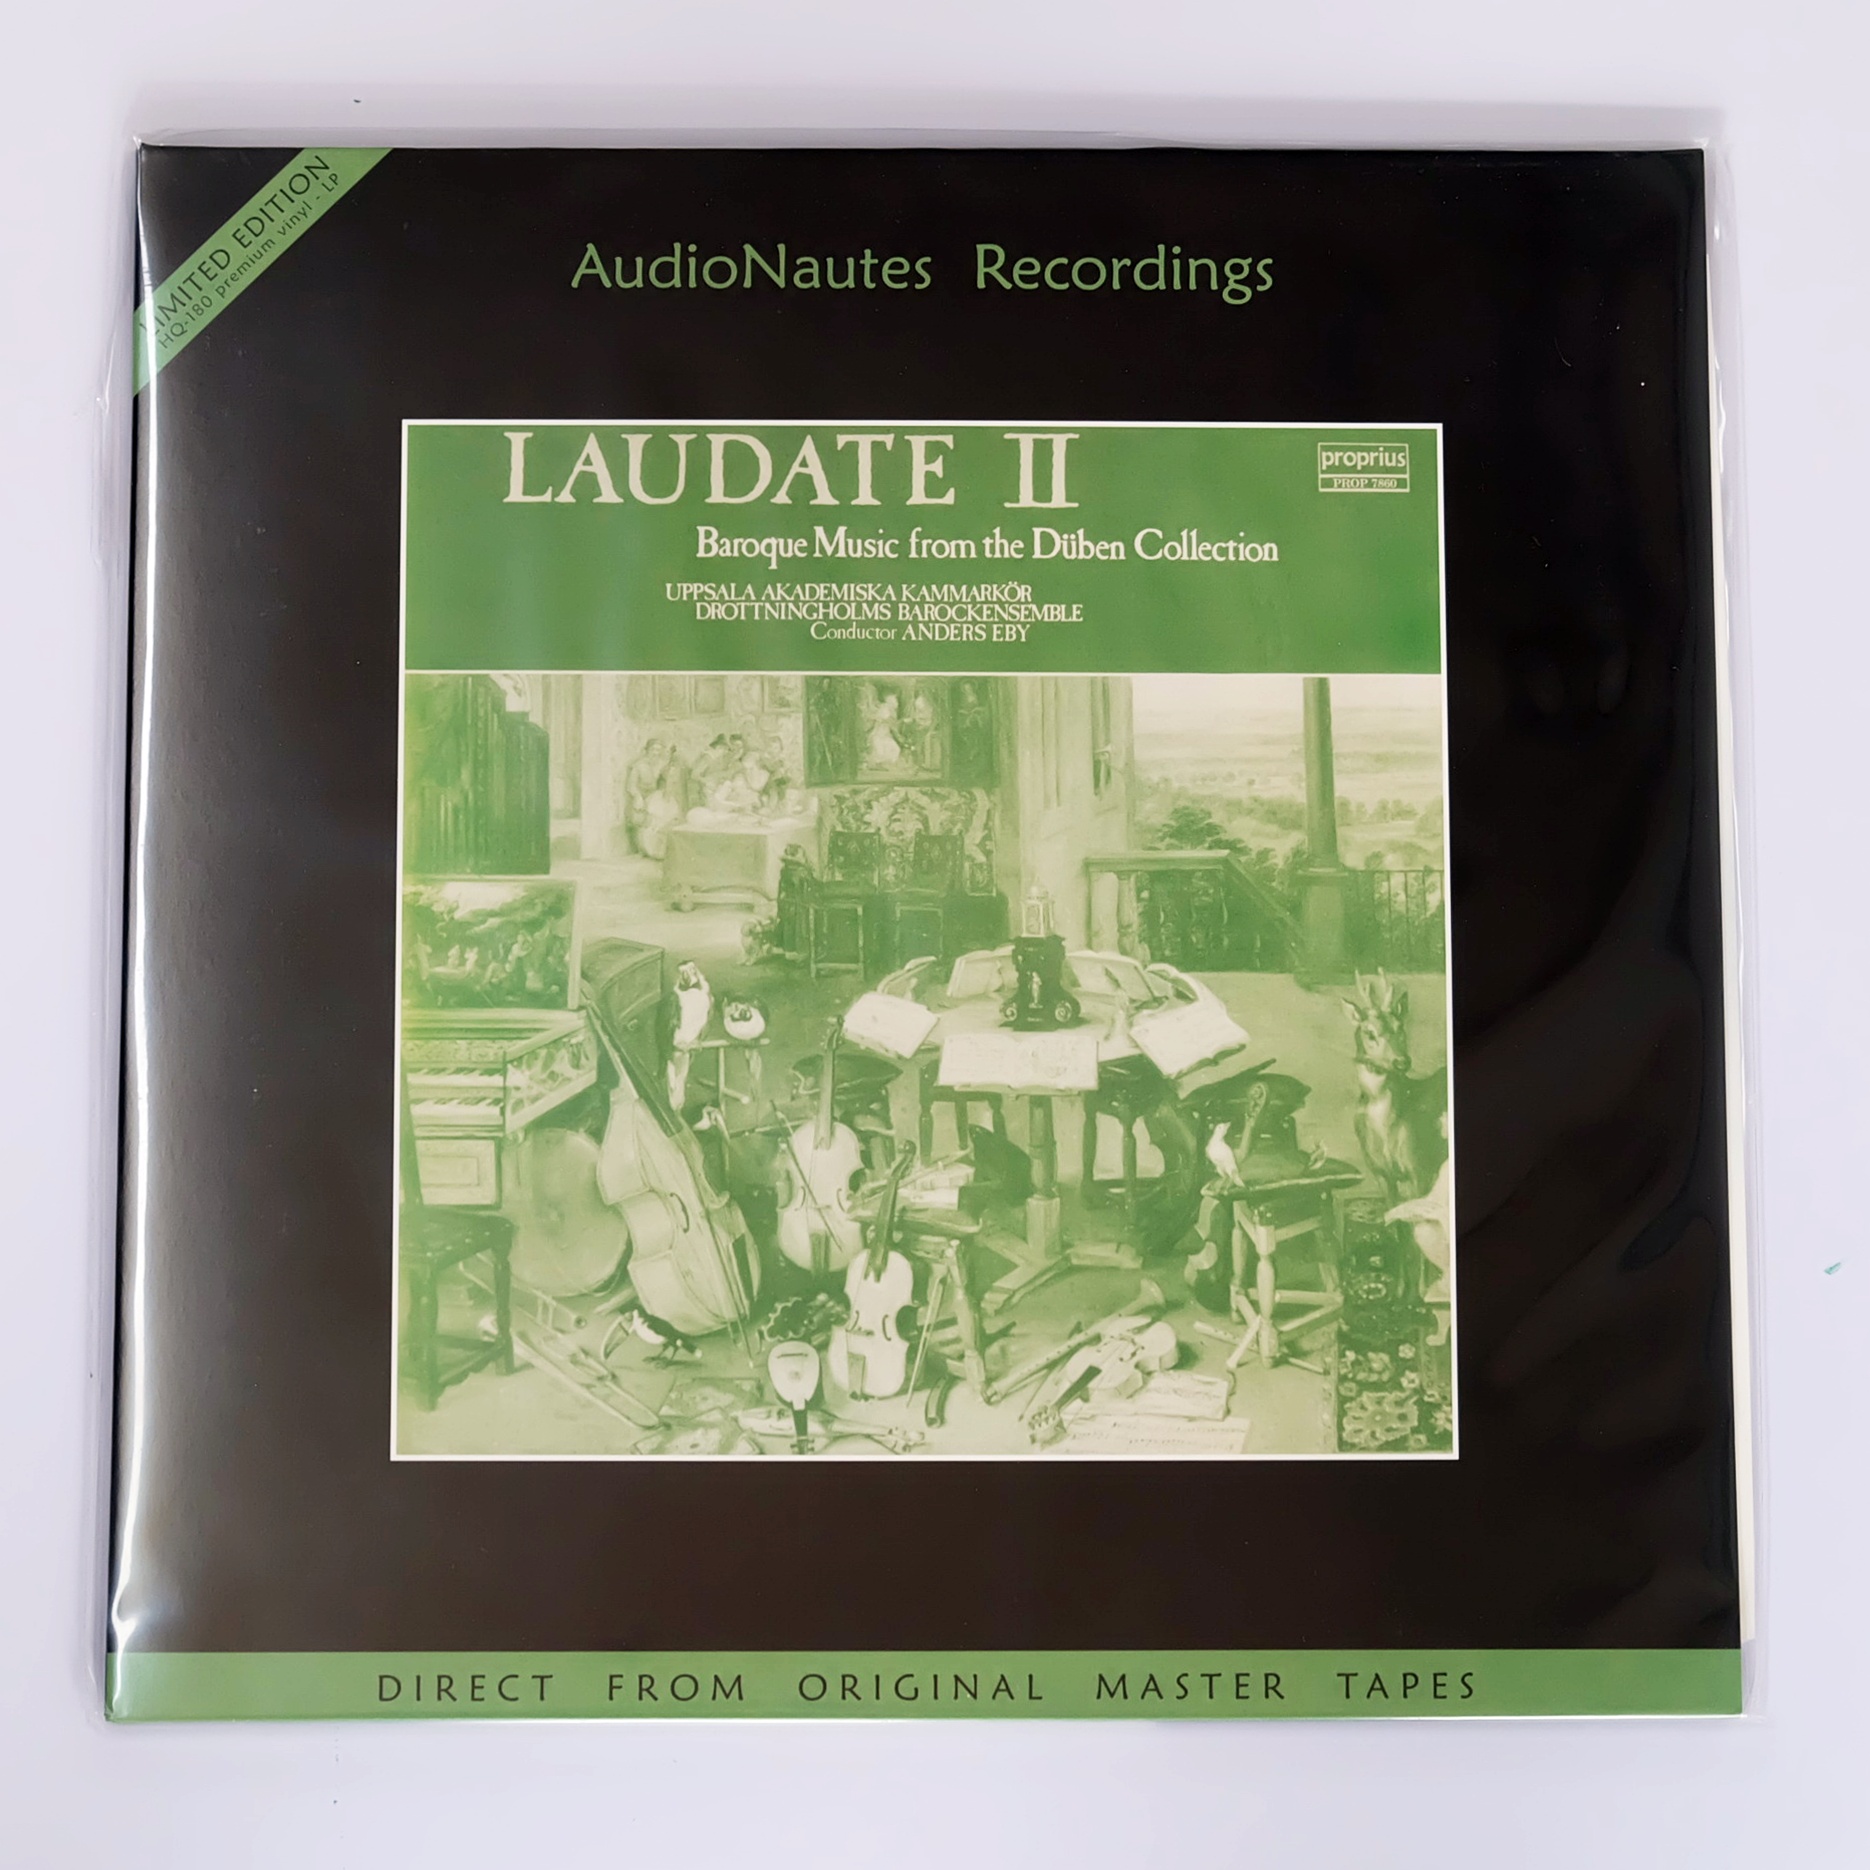 LIMITED EDITION
HQ-180 premium vinyl - LP
AudioNautes Recordings
LAUDATE II
proprius
PROP 7860
Baroque Music from the Düben Collection
UPPSALA AKADEMISKA KAMMARKÖR
DROTTNINGHOLMS BAROCKENSEMBLE
Conductor ANDERS EBY
DIRECT FROM ORIGINAL MASTER TAPES